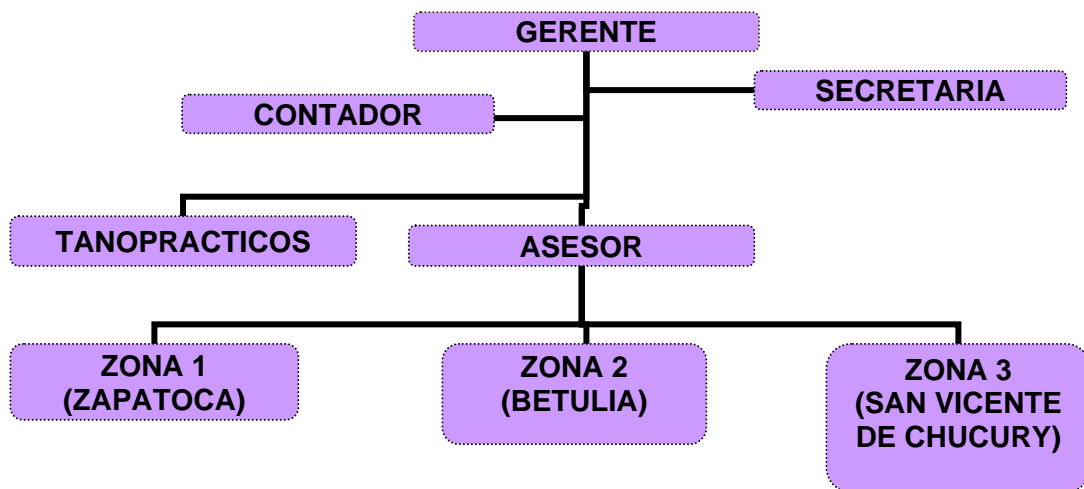 GERENTE
SECRETARIA
CONTADOR
TANOPRACTICOS
ASESOR
ZONA 1
(ZAPATOCA)
ZONA 2
(BETULIA)
ZONA 3
(SAN VICENTE
DE CHUCURY)